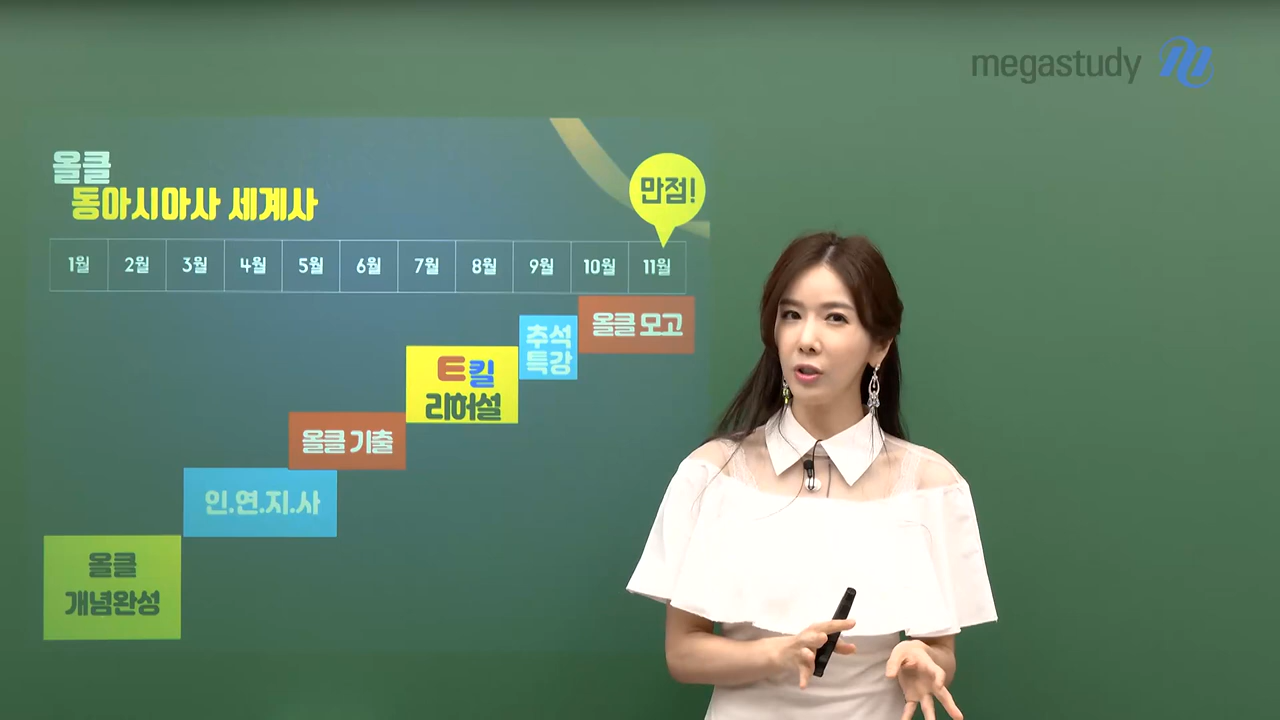 megastudy
올클
동아시아사 세계사
만점!
1월 2월 3월 4월 5월 6월 7월 8월 9월 10월 11월
올클 모고
추석
특강
E킬
리허설
올클 기출
인.연.지.사
올클
개념완성